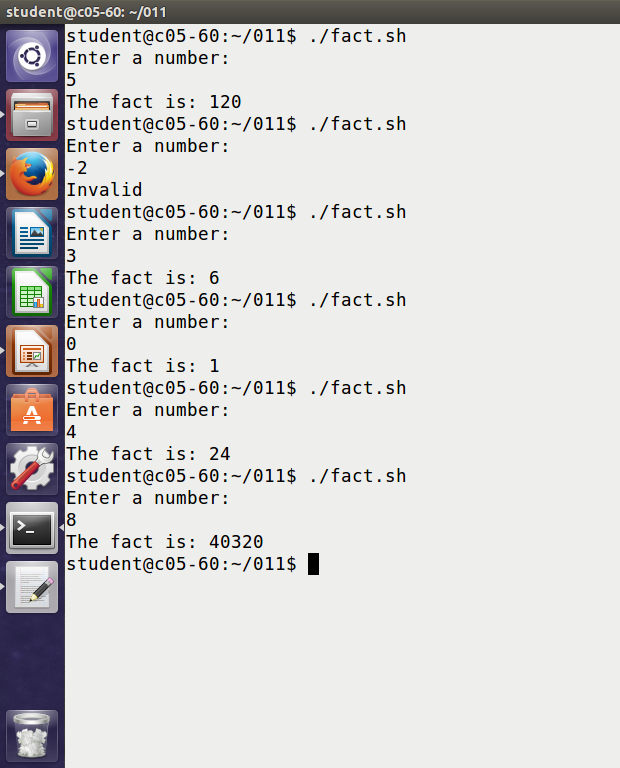 student@c05-60: ~/011
student@c05-60:~/011$ ./fact.sh
Enter a number:
5
The fact is: 120
student@c05-60:~/011$ ./fact.sh
Enter a number:
-2
Invalid
student@c05-60:~/011$ ./fact.sh
Enter a number:
3
The fact is: 6
student@c05-60:~/011$ ./fact.sh
Enter a number:
0
The fact is: 1
student@c05-60:~/011$ ./fact.sh
Enter a number:
4
The fact is: 24
student@c05-60:~/011$ ./fact.sh
Enter a number:
8
The fact is: 40320
student@c05-60:~/011$